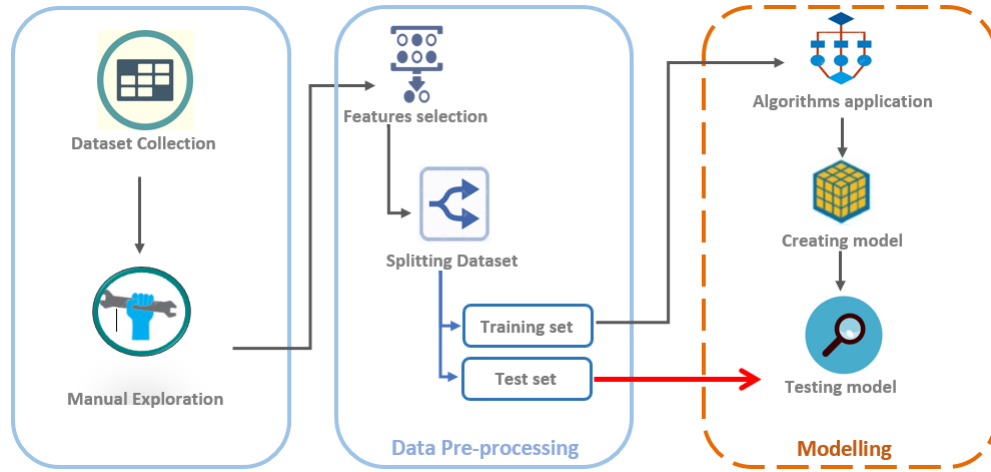 Dataset Collection
Manual Exploration
Features selection
Splitting Dataset
Training set
Test set
Data Pre-processing
Algorithms application
Creating model
Testing model
Modelling